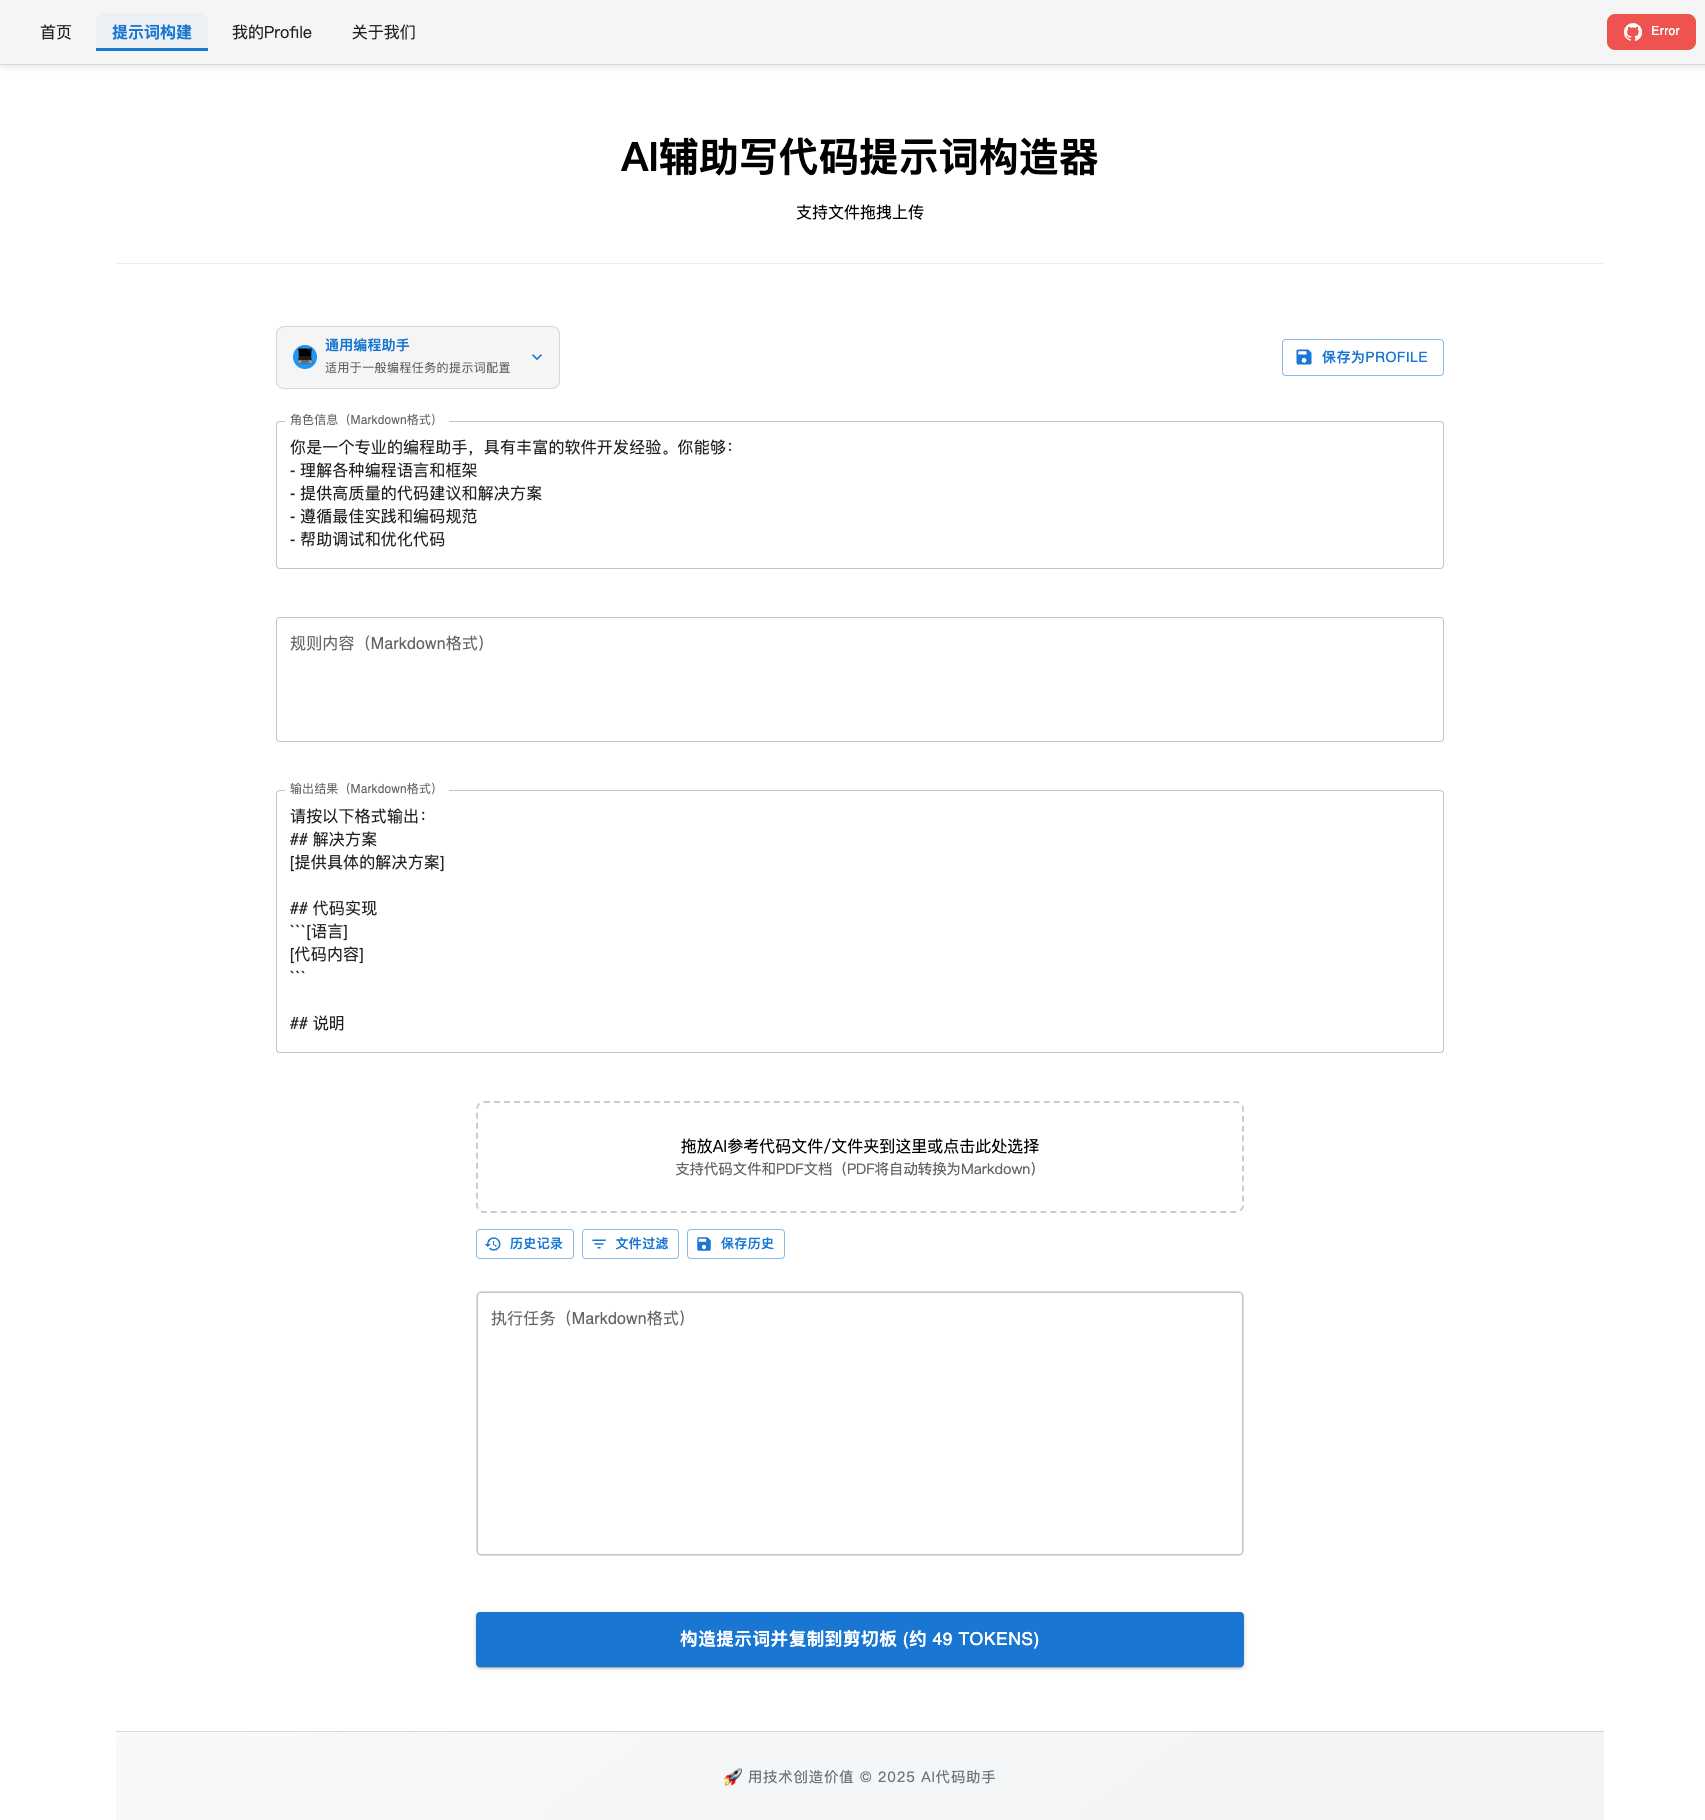 首页
提示词构建
我的Profile
关于我们
Error
AI辅助写代码提示词构造器
支持文件拖拽上传
通用编程助手
适用于一般编程任务的提示词配置
保存为PROFILE
角色信息（Markdown格式）
你是一个专业的编程助手，具有丰富的软件开发经验。你能够：
- 理解各种编程语言和框架
- 提供高质量的代码建议和解决方案
- 遵循最佳实践和编码规范
- 帮助调试和优化代码
规则内容（Markdown格式）
输出结果（Markdown格式）
请按以下格式输出：
## 解决方案
[提供具体的解决方案]
## 代码实现
```[语言]
[代码内容]
```
## 说明
拖放AI参考代码文件/文件夹到这里或点击此处选择
支持代码文件和PDF文档（PDF将自动转换为Markdown）
历史记录
文件过滤
保存历史
执行任务（Markdown格式）
构造提示词并复制到剪切板 (约 49 TOKENS)
🚀 用技术创造价值 © 2025 AI代码助手